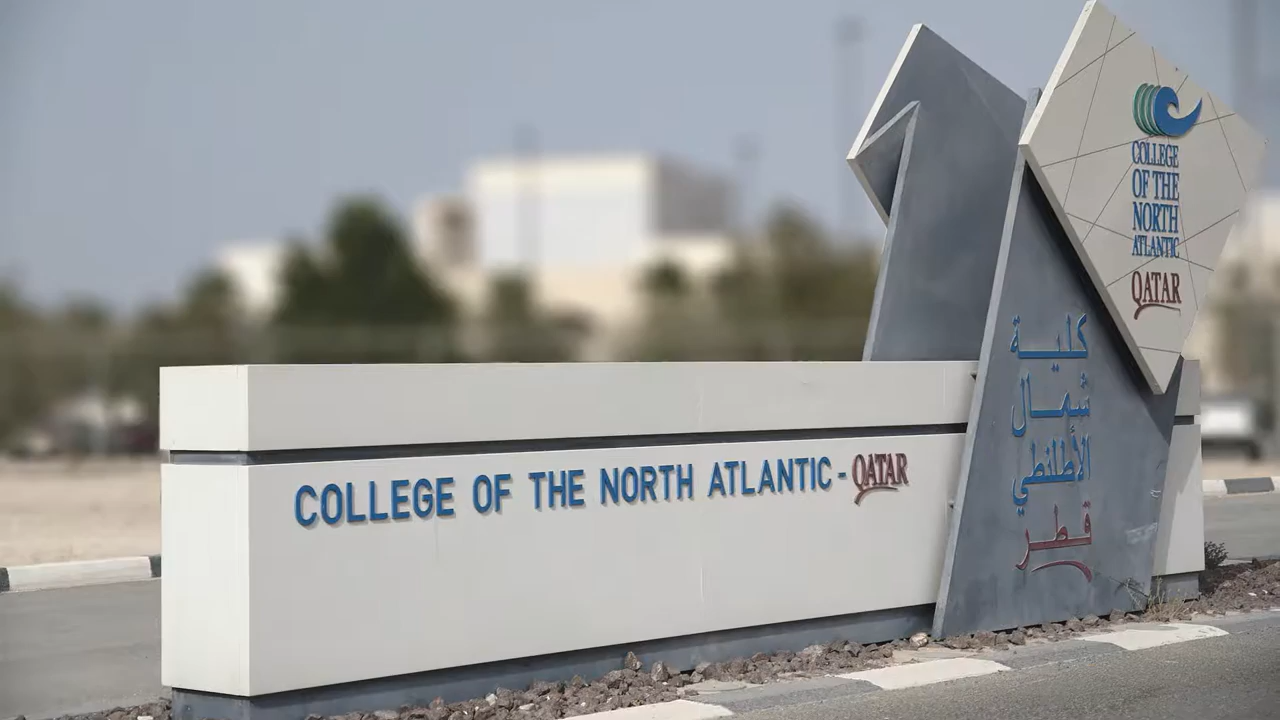 COLLEGE OF THE NORTH ATLANTIC - QATAR
COLLEGE
OF THE
NORTH
ATLANTIC
QATAR
كلية
شمال
الأطلنطي
قطر